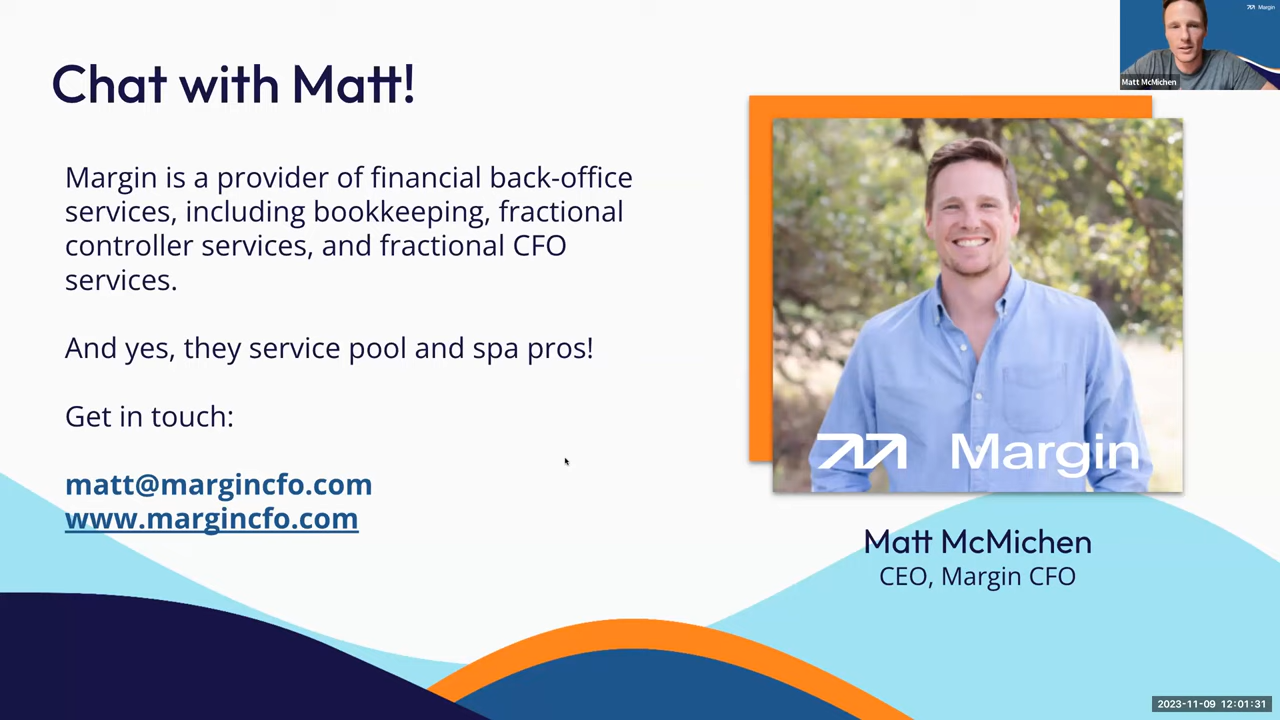 Margin
Matt McMichen
Chat with Matt!
Margin is a provider of financial back-office
services, including bookkeeping, fractional
controller services, and fractional CFO
services.
And yes, they service pool and spa pros!
Get in touch:
matt@margincfo.com
www.margincfo.com
Margin
Matt McMichen
CEO, Margin CFO
2023-11-09 12:01:31